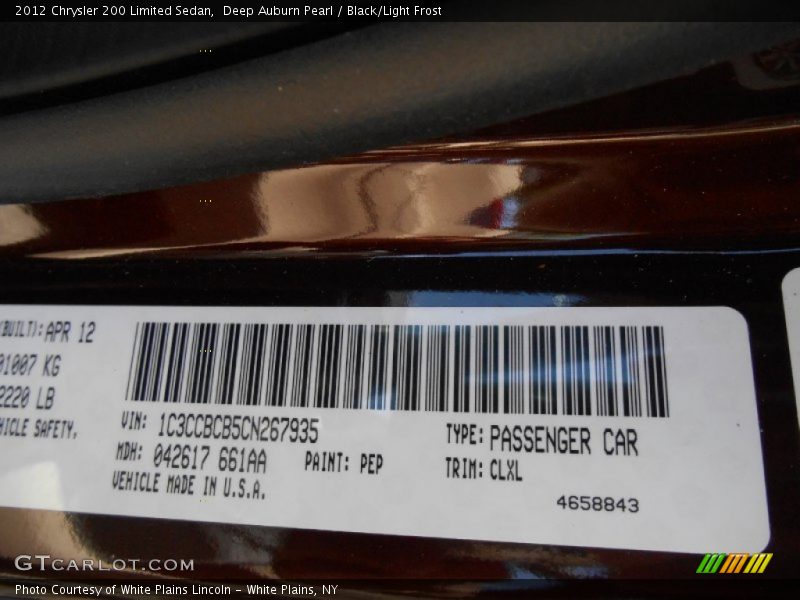 2012 Chrysler 200 Limited Sedan, Deep Auburn Pearl / Black/Light Frost
(BUILT): APR 12
01007 KG
2220 LB
HICLE SAFETY,
VIN: 1C3CCBCB5CN267935
TYPE: PASSENGER CAR
MDH: 042617 661AA
PAINT: PEP
TRIM: CLXL
VEHICLE MADE IN U.S.A.
4658843
GTCARLOT.COM
Photo Courtesy of White Plains Lincoln - White Plains, NY